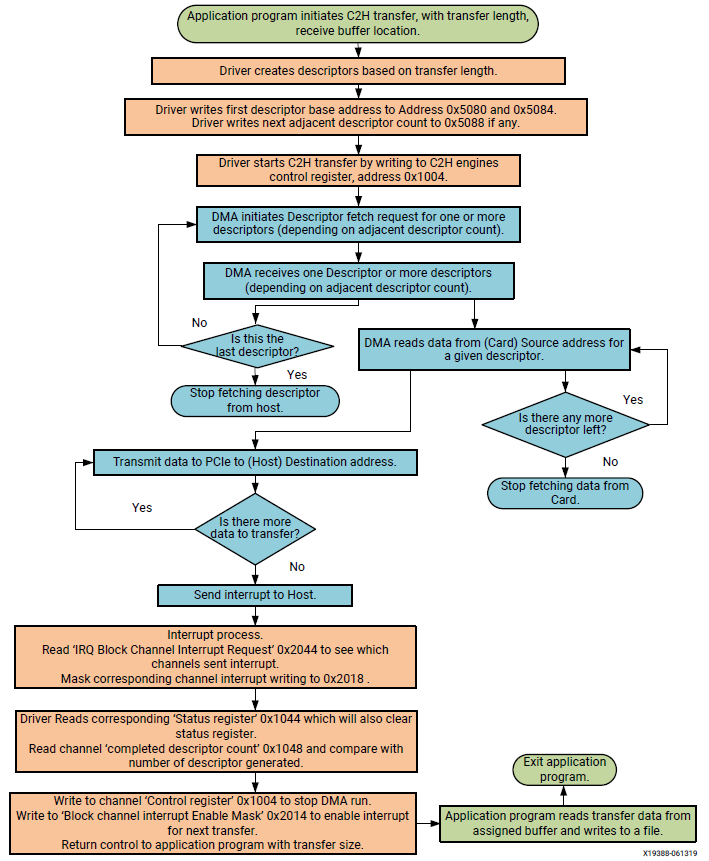 Application program initiates C2H transfer, with transfer length,
receive buffer location.
Driver creates descriptors based on transfer length.
Driver writes first descriptor base address to Address 0x5080 and 0x5084.
Driver writes next adjacent descriptor count to 0x5088 if any.
Driver starts C2H transfer by writing to C2H engines
control register, address 0x1004.
DMA initiates Descriptor fetch request for one or more
descriptors (depending on adjacent descriptor count).
DMA receives one Descriptor or more descriptors
(depending on adjacent descriptor count).
No
Is this the
last descriptor?
Yes
Stop fetching descriptor
from host.
DMA reads data from (Card) Source address for
a given descriptor.
Yes
Is there any more
descriptor left?
No
Stop fetching data from
Card.
Transmit data to PCIe to (Host) Destination address.
Yes
Is there more
data to transfer?
No
Send interrupt to Host.
Interrupt process.
Read ‘IRQ Block Channel Interrupt Request’ 0x2044 to see which
channels sent interrupt.
Mask corresponding channel interrupt writing to 0x2018 .
Driver Reads corresponding ‘Status register’ 0x1044 which will also clear
status register.
Read channel ‘completed descriptor count’ 0x1048 and compare with
number of descriptor generated.
Write to channel ‘Control register’ 0x1004 to stop DMA run.
Write to ‘Block channel interrupt Enable Mask’ 0x2014 to enable interrupt
for next transfer.
Return control to application program with transfer size.
Exit application
program.
Application program reads transfer data from
assigned buffer and writes to a file.
X19388-061319